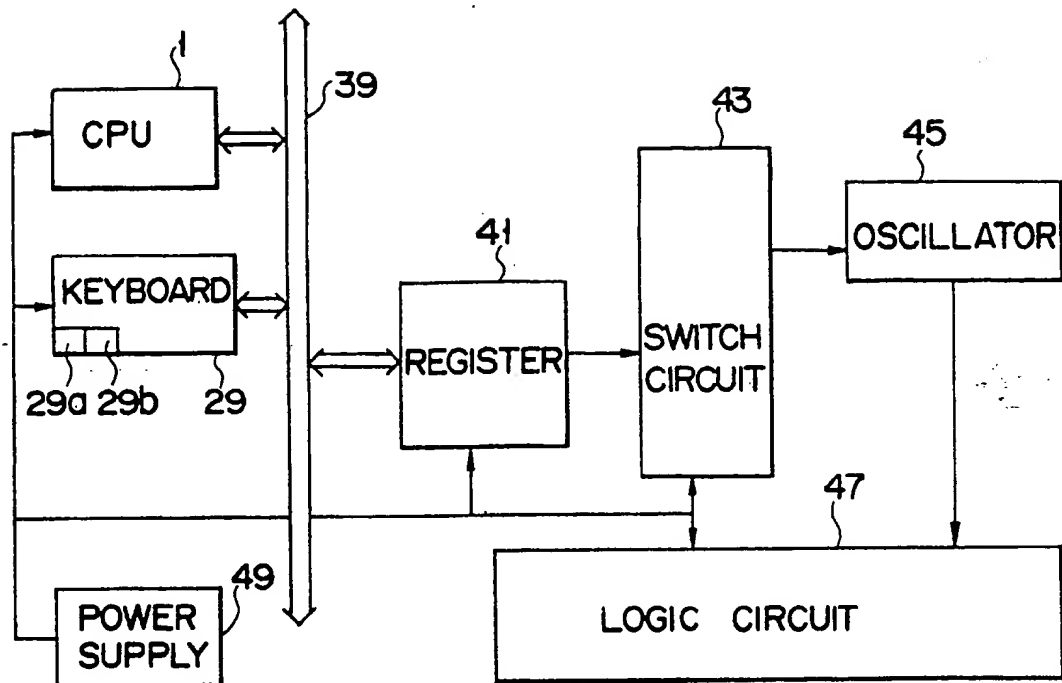 1
CPU
39
43
45
OSCILLATOR
41
KEYBOARD
REGISTER
SWITCH
CIRCUIT
29a 29b 29
47
49
POWER
SUPPLY
LOGIC CIRCUIT